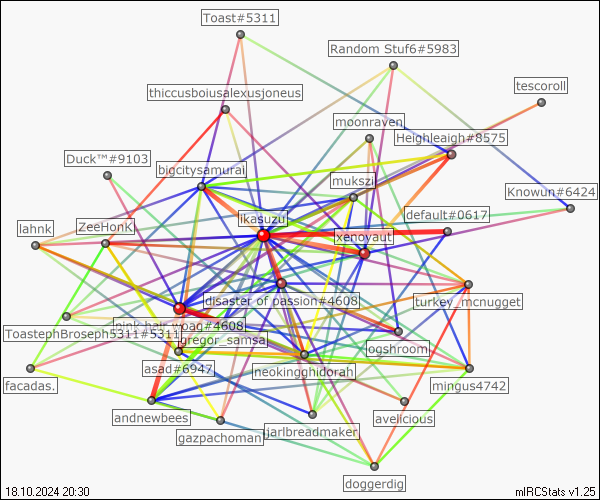 Toast#5311
Random Stuf6#5983
tescoroll
thiccusboiusalexusjoneus
moonraven
Heighleigh#8575
Duck™#9103
bigcitysamurai
mukszi
Knowun#6424
Ikasuzu
default#0617
lahnk
ZeeHonK
xenovaut
disaster of passion#4608
turkey_mcnugget
pink hair woag#4608
ToastephBroseph5311#5311
gregor_samsa
ogshroom
asad#6947
neokingghidorah
facadas.
mingus4742
andnewbees
avelicious
gazpachoman
jarlbreadmaker
doggerdig
18.10.2024 20:30
mIRCStats v1.25